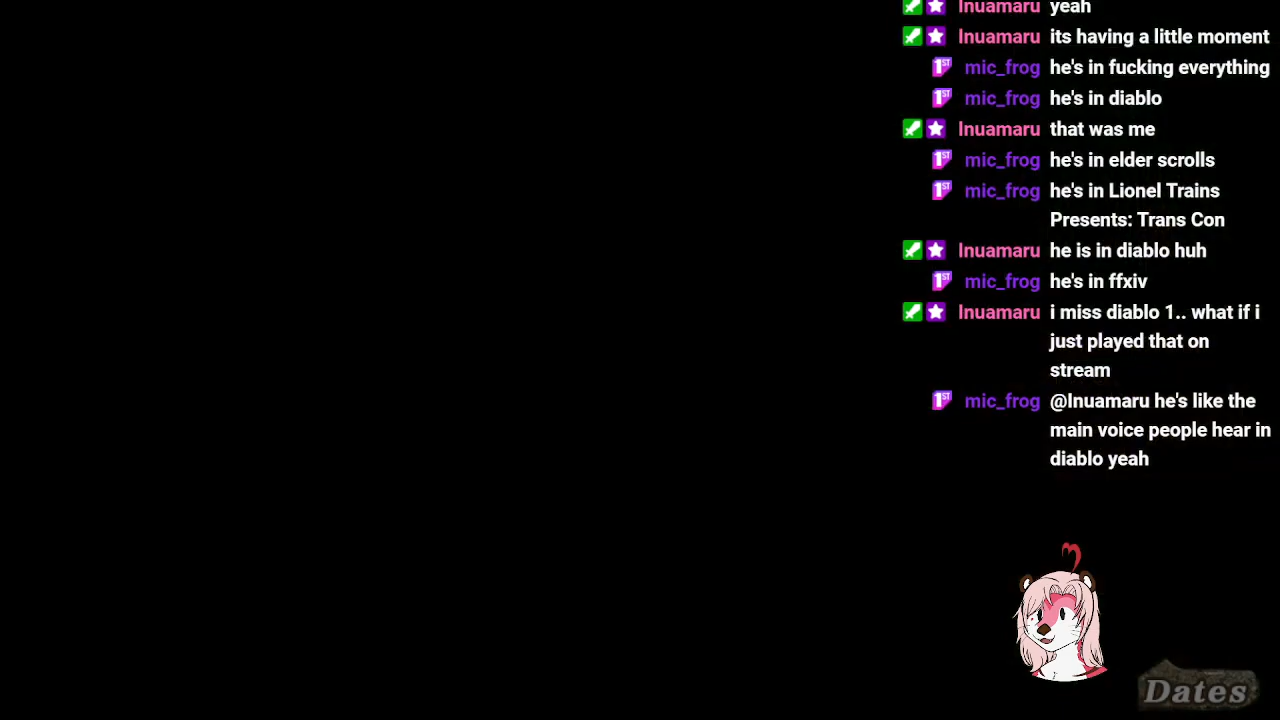 Inuamaru yeah
Inuamaru its having a little moment
mic_frog he's in fucking everything
mic_frog he's in diablo
Inuamaru that was me
mic_frog he's in elder scrolls
mic_frog he's in Lionel Trains
Presents: Trans Con
Inuamaru he is in diablo huh
mic_frog he's in ffxiv
Inuamaru i miss diablo 1.. what if i
just played that on
stream
mic_frog @Inuamaru he's like the
main voice people hear in
diablo yeah
Dates